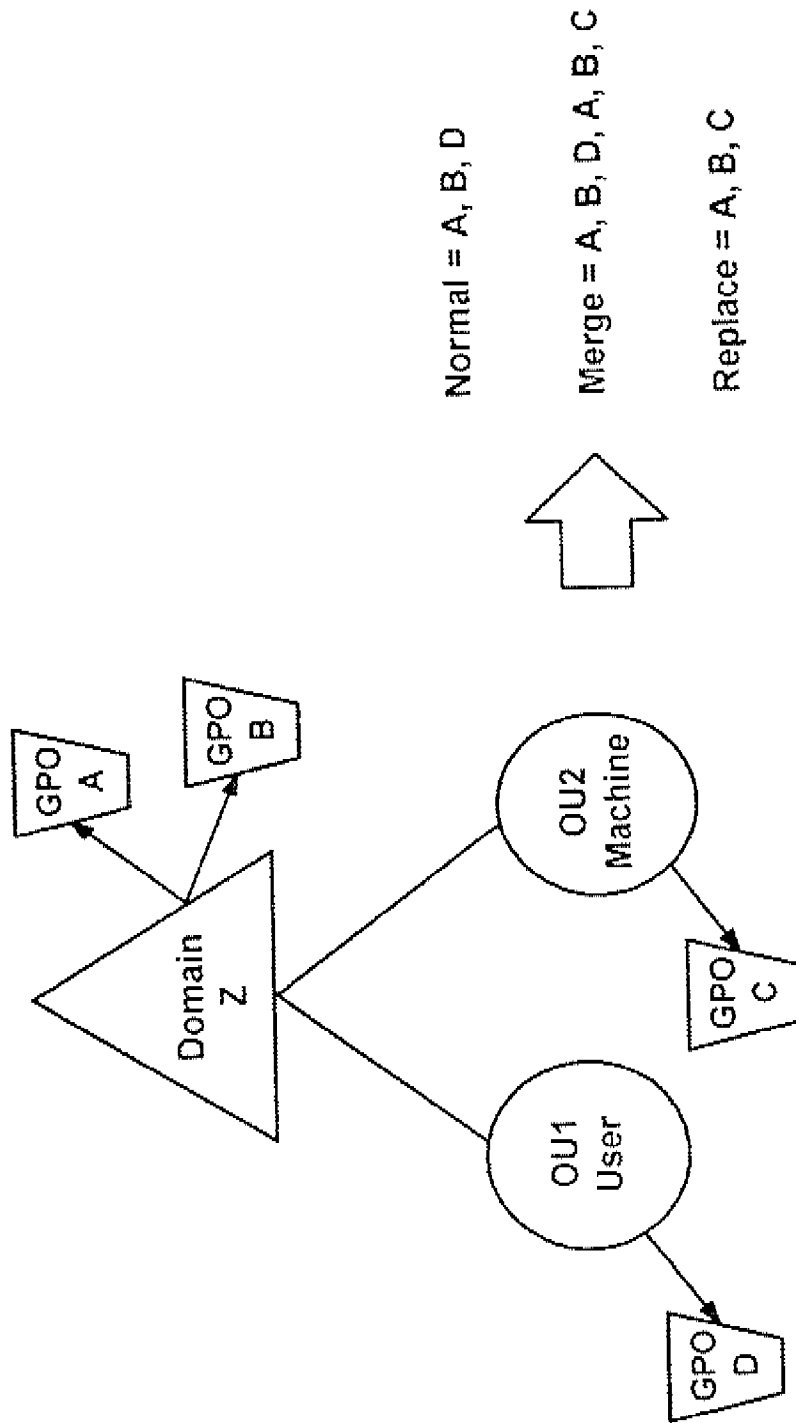 GPO
A
GPO
B
Domain
Z
OU1
User
OU2
Machine
GPO
D
GPO
C
Normal = A, B, D
Merge = A, B, D, A, B, C
Replace = A, B, C